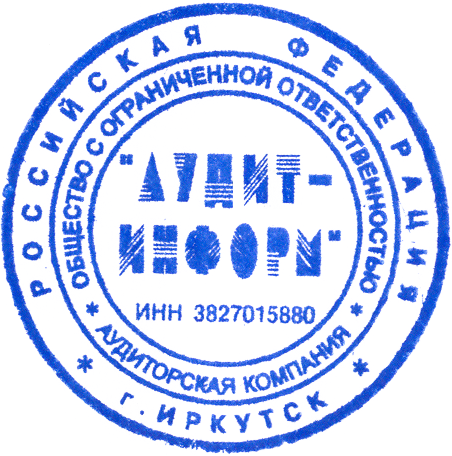 РОССИЙСКАЯ ФЕДЕРАЦИЯ
* г. ИРКУТСК *
ОБЩЕСТВО С ОГРАНИЧЕННОЙ ОТВЕТСТВЕННОСТЬЮ
* АУДИТОРСКАЯ КОМПАНИЯ *
"АУДИТ-
ИНФОРМ"
ИНН 3827015880